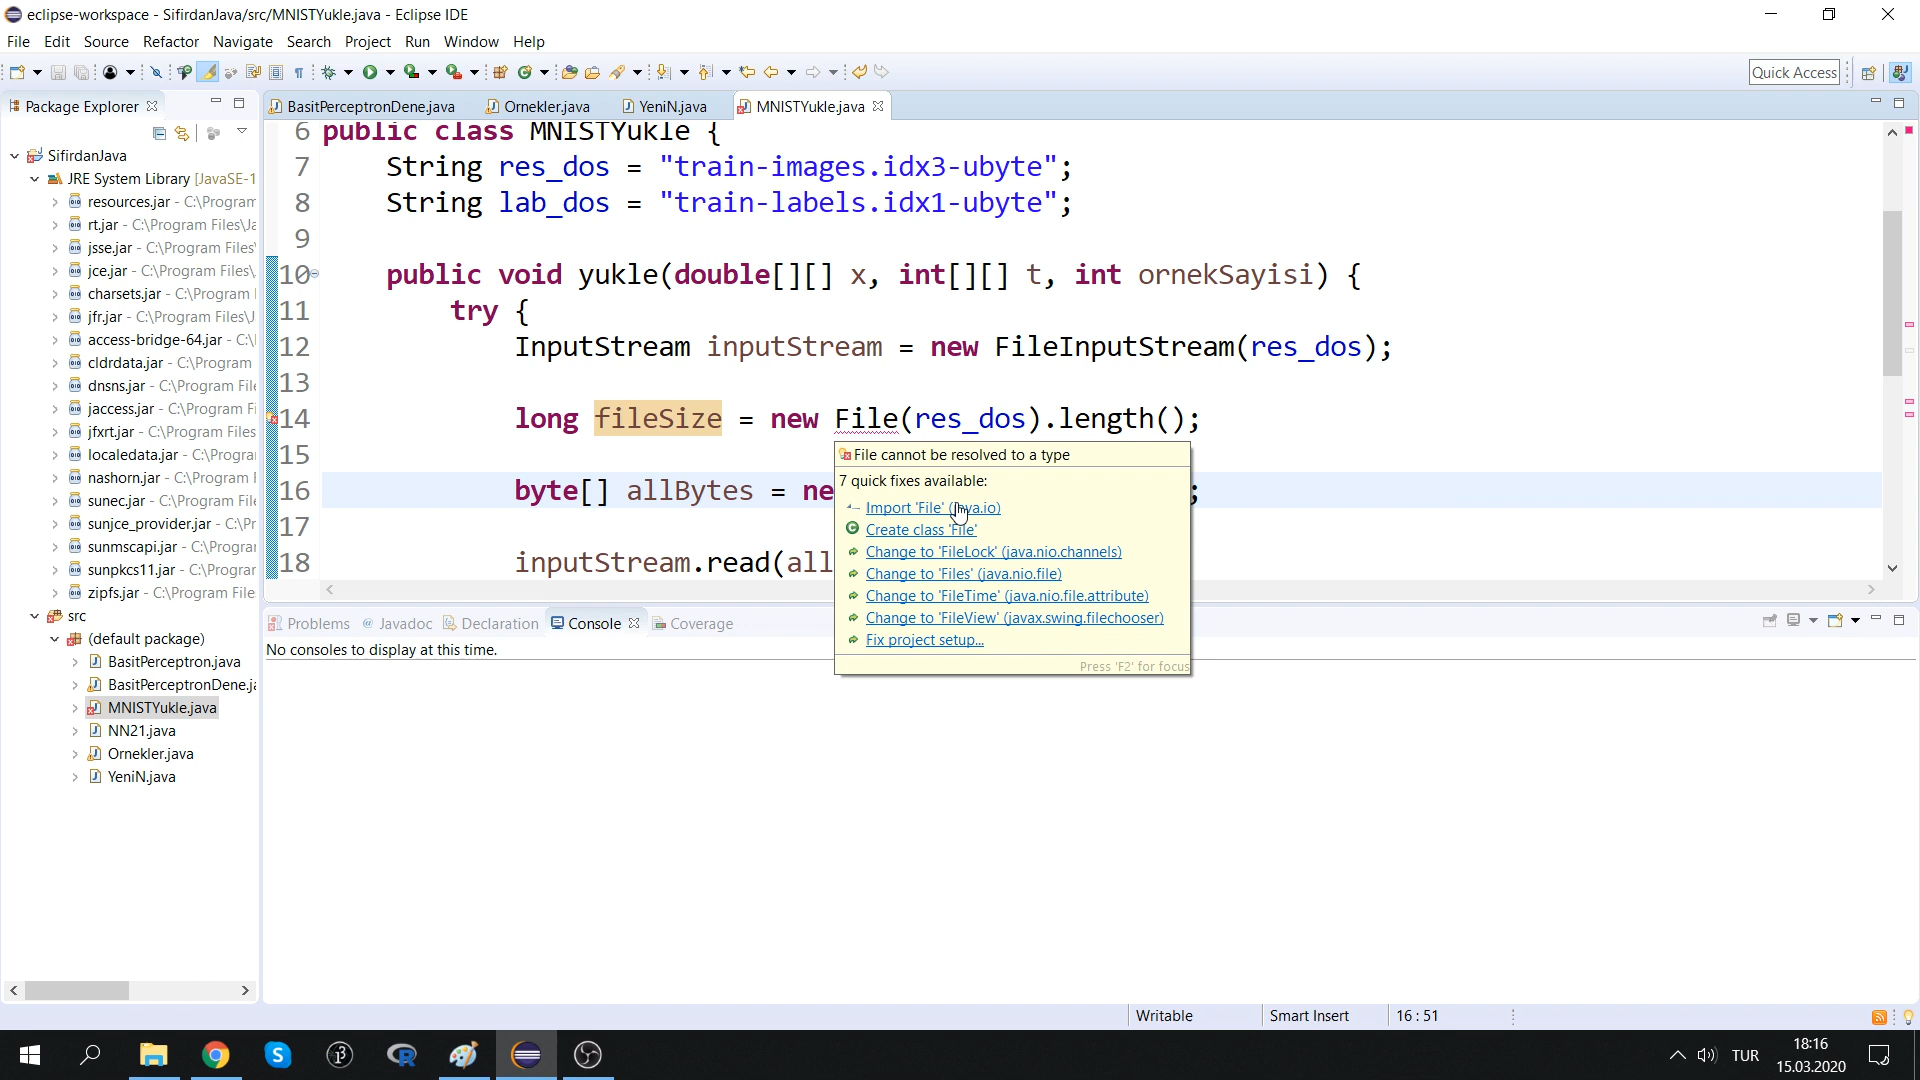 eclipse-workspace - SifirdanJava/src/MNISTYukle.java - Eclipse IDE
File Edit Source Refactor Navigate Search Project Run Window Help
Quick Access
Package Explorer
BasitPerceptronDene.java Ornekler.java YeniN.java MNISTYukle.java
SifirdanJava
JRE System Library [JavaSE-1
resources.jar - C:\Program
rt.jar - C:\Program Files\Ja
jsse.jar - C:\Program Files\
jce.jar - C:\Program Files\
charsets.jar - C:\Program
jfr.jar - C:\Program Files\J
access-bridge-64.jar - C:\
cldrdata.jar - C:\Program
dnsns.jar - C:\Program File
jaccess.jar - C:\Program Fi
jfxrt.jar - C:\Program Files
localedata.jar - C:\Progra
nashorn.jar - C:\Program
sunec.jar - C:\Program File
sunjce_provider.jar - C:\Pr
sunmscapi.jar - C:\Progra
sunpkcs11.jar - C:\Progra
zipfs.jar - C:\Program File
src
(default package)
BasitPerceptron.java
BasitPerceptronDene.ja
MNISTYukle.java
NN21.java
Ornekler.java
YeniN.java
6 public class MNISTYukle {
7 String res_dos = "train-images.idx3-ubyte";
8 String lab_dos = "train-labels.idx1-ubyte";
9
10 public void yukle(double[][] x, int[][] t, int ornekSayisi) {
11 try {
12 InputStream inputStream = new FileInputStream(res_dos);
13
14 long fileSize = new File(res_dos).length();
15
16 byte[] allBytes = ne ;
17
18 inputStream.read(all
File cannot be resolved to a type
7 quick fixes available:
Import 'File' (java.io)
Create class 'File'
Change to 'FileLock' (java.nio.channels)
Change to 'Files' (java.nio.file)
Change to 'FileTime' (java.nio.file.attribute)
Change to 'FileView' (javax.swing.filechooser)
Fix project setup...
Press 'F2' for focus
Problems Javadoc Declaration Console Coverage
No consoles to display at this time.
Writable Smart Insert 16 : 51
TUR
18:16
15.03.2020